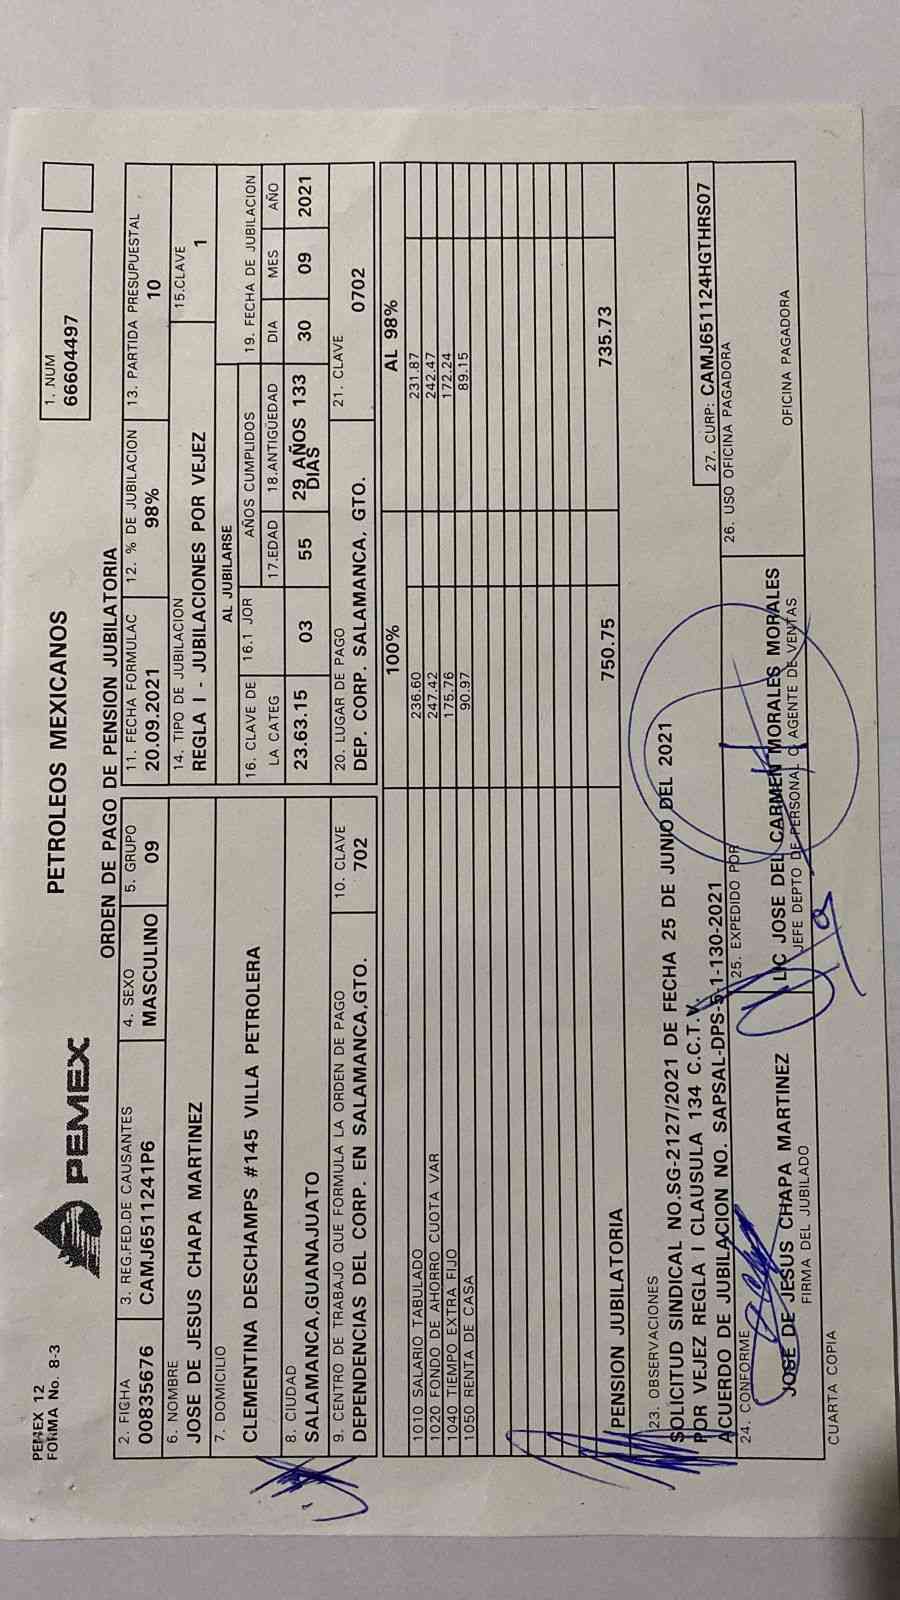 PEMEX 12
FORMA No. 8-3
PEMEX
PETROLEOS MEXICANOS
1. NUM
66604497
ORDEN DE PAGO DE PENSION JUBILATORIA
2. FICHA
00835676
3. REG.FED.DE CAUSANTES
CAMJ6511241P6
4. SEXO
MASCULINO
5. GRUPO
09
11. FECHA FORMULAC
20.09.2021
12. % DE JUBILACION
98%
13. PARTIDA PRESUPUESTAL
10
6. NOMBRE
JOSE DE JESUS CHAPA MARTINEZ
14. TIPO DE JUBILACION
REGLA I - JUBILACIONES POR VEJEZ
15.CLAVE
1
7. DOMICILIO
CLEMENTINA DESCHAMPS #145 VILLA PETROLERA
AL JUBILARSE
16. CLAVE DE
LA CATEG
23.63.15
16.1 JOR
03
AÑOS CUMPLIDOS
17.EDAD
55
18.ANTIGÜEDAD
29 AÑOS 133
DIAS
19. FECHA DE JUBILACION
DIA MES AÑO
30 09 2021
8. CIUDAD
SALAMANCA,GUANAJUATO
9. CENTRO DE TRABAJO QUE FORMULA LA ORDEN DE PAGO
DEPENDENCIAS DEL CORP. EN SALAMANCA,GTO.
10. CLAVE
702
20. LUGAR DE PAGO
DEP. CORP. SALAMANCA, GTO.
21. CLAVE
0702
100% AL 98%
1010 SALARIO TABULADO 236.60 231.87
1020 FONDO DE AHORRO CUOTA VAR 247.42 242.47
1040 TIEMPO EXTRA FIJO 175.76 172.24
1050 RENTA DE CASA 90.97 89.15
PENSION JUBILATORIA 750.75 735.73
23. OBSERVACIONES
SOLICITUD SINDICAL NO.SG-2127/2021 DE FECHA 25 DE JUNIO DEL 2021
POR VEJEZ REGLA I CLAUSULA 134 C.C.T.V.
ACUERDO DE JUBILACION NO. SAPSAL-DPS-5-1-130-2021
27. CURP: CAMJ651124HGTHRS07
24. CONFORME
JOSE DE JESUS CHAPA MARTINEZ
FIRMA DEL JUBILADO
25. EXPEDIDO POR
LIC JOSE DEL CARMEN MORALES MORALES
JEFE DEPTO DE PERSONAL O AGENTE DE VENTAS
26. USO OFICINA PAGADORA
OFICINA PAGADORA
CUARTA COPIA